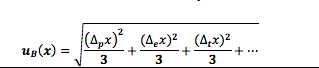 u_B(x) = √((Δ_p x)²/3 + (Δ_e x)²/3 + (Δ_t x)²/3 + ⋯)